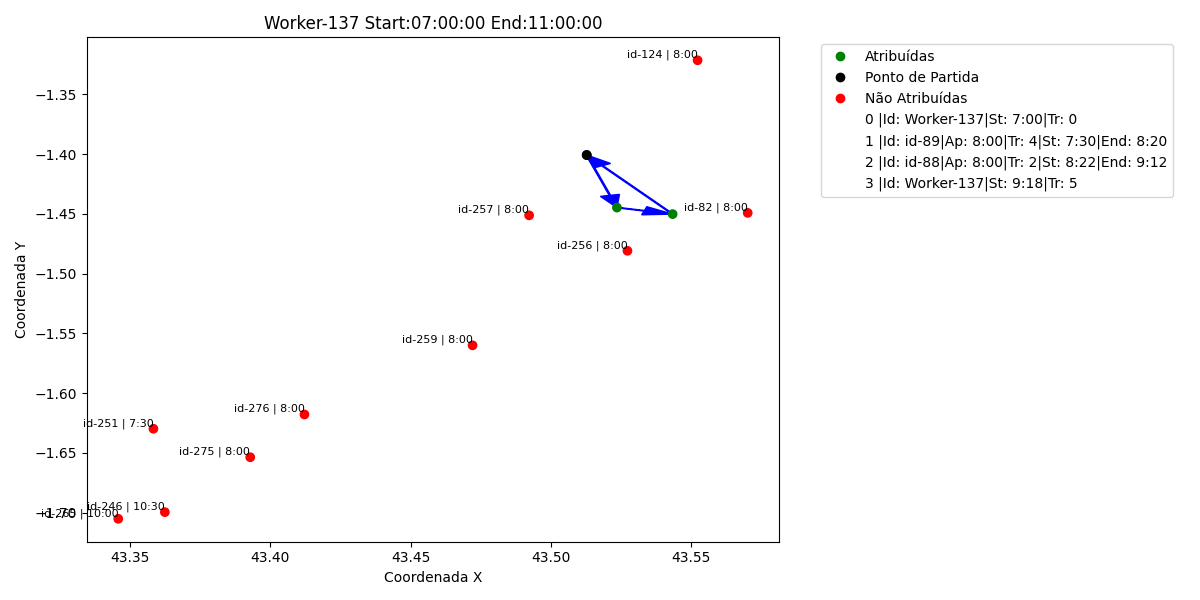 Worker-137 Start:07:00:00 End:11:00:00
id-124 | 8:00
id-257 | 8:00
id-82 | 8:00
id-256 | 8:00
id-259 | 8:00
id-276 | 8:00
id-251 | 7:30
id-275 | 8:00
id-246 | 10:30
10:00
−1.35
−1.40
−1.45
−1.50
−1.55
−1.60
−1.65
−1.70
Coordenada Y
43.35
43.40
43.45
43.50
43.55
Coordenada X
Atribuídas
Ponto de Partida
Não Atribuídas
0 |Id: Worker-137|St: 7:00|Tr: 0
1 |Id: id-89|Ap: 8:00|Tr: 4|St: 7:30|End: 8:20
2 |Id: id-88|Ap: 8:00|Tr: 2|St: 8:22|End: 9:12
3 |Id: Worker-137|St: 9:18|Tr: 5